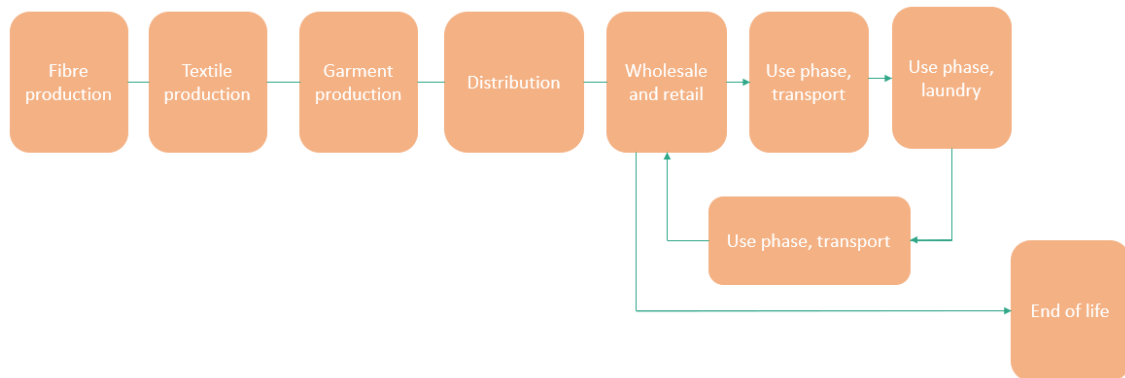 Fibre
production
Textile
production
Garment
production
Distribution
Wholesale
and retail
Use phase,
transport
Use phase,
laundry
Use phase, transport
End of life